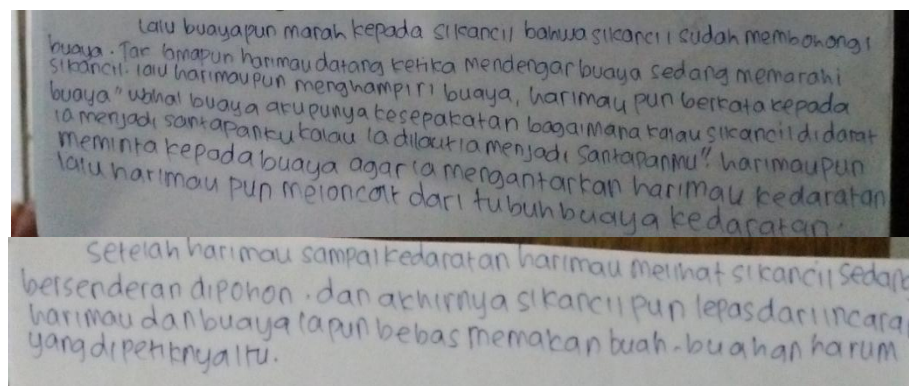 lalu buayapun marah kepada sikancil bahwa sikancil sudah membohongi
buaya. Tak lamapun harimau datang ketika mendengar buaya sedang memarahi
sikancil. lalu harimaupun menghampiri buaya, harimau pun berkata kepada
buaya "wahai buaya aku punya kesepakatan bagaimana kalau sikancil didarat
ia menjadi santapanku kalau ia dilaut ia menjadi santapanmu". harimaupun
meminta kepada buaya agar ia mengantarkan harimau kedaratan
lalu harimau pun meloncat dari tubuh buaya kedaratan.
setelah harimau sampai kedaratan harimau melihat sikancil sedang
bersenderan dipohon. dan akhirnya sikancil pun lepas dari incara
harimau dan buaya ia pun bebas memakan buah-buahan harum
yang dipetiknya itu.